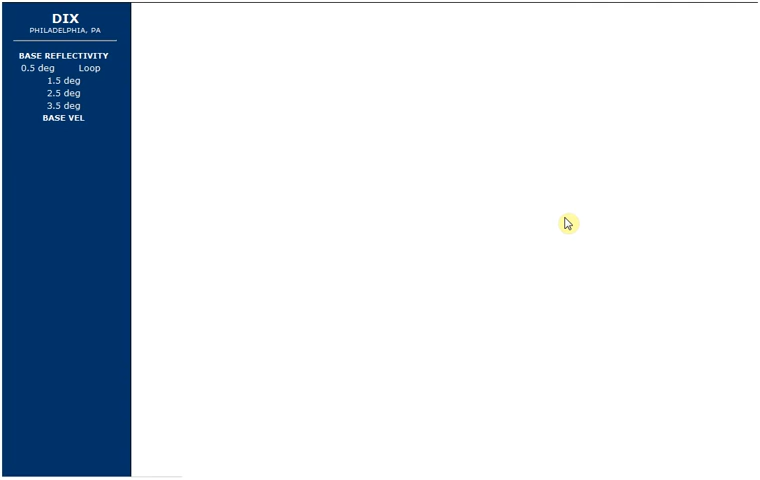 DIX
PHILADELPHIA, PA
BASE REFLECTIVITY
0.5 deg Loop
1.5 deg
2.5 deg
3.5 deg
BASE VEL